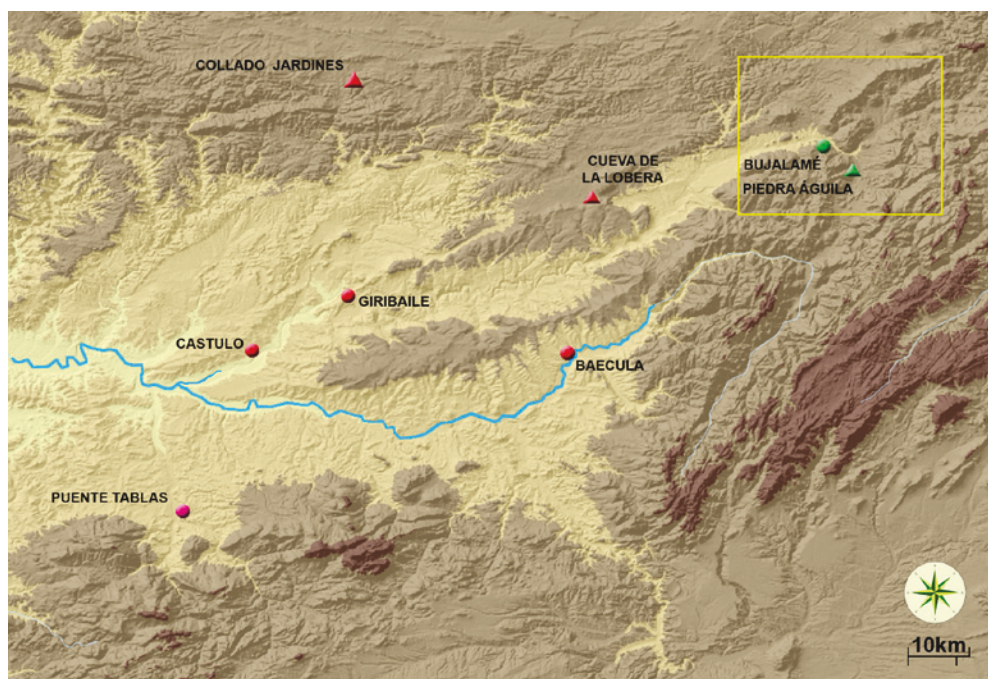 COLLADO JARDINES
CUEVA DE
LA LOBERA
BUJALAMÉ
PIEDRA ÁGUILA
GIRIBAILE
CASTULO
BAECULA
PUENTE TABLAS
10km